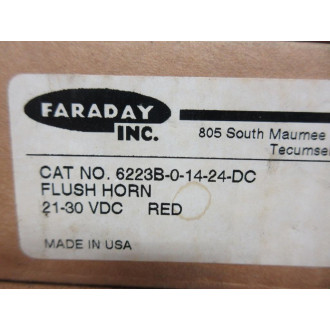 FARADAY
INC.
805 South Maumee
Tecumseh
CAT NO. 6223B-0-14-24-DC
FLUSH HORN
21-30 VDC RED
MADE IN USA